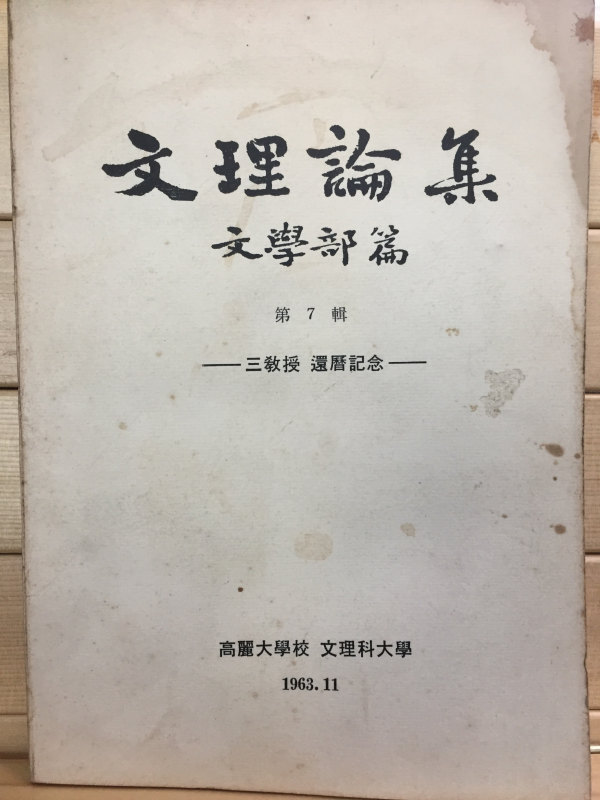 文理論集
文學部篇
第 7 輯
三敎授 還曆記念
高麗大學校 文理科大學
1963.11